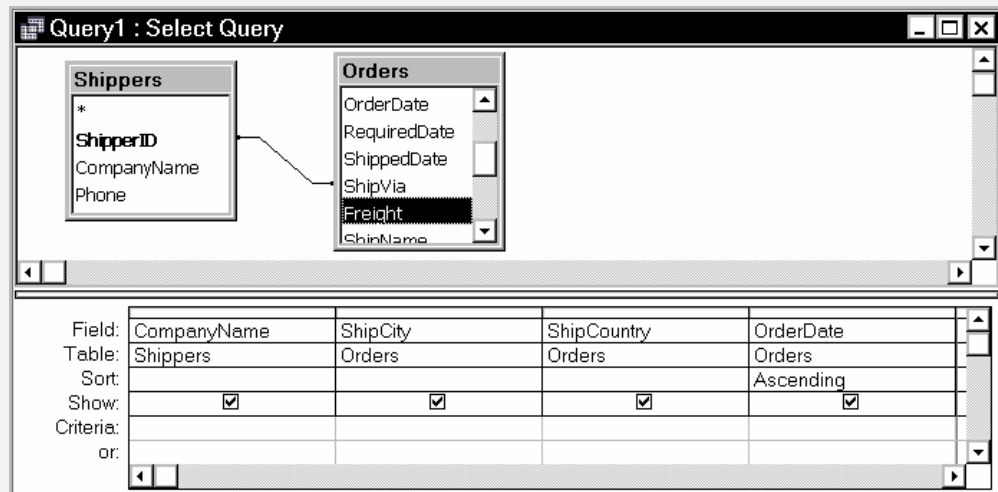 Query1 : Select Query
Shippers
*
ShipperID
CompanyName
Phone
Orders
OrderDate
RequiredDate
ShippedDate
ShipVia
Freight
ShipName
Field: CompanyName ShipCity ShipCountry OrderDate
Table: Shippers Orders Orders Orders
Sort: Ascending
Show:
Criteria:
or: